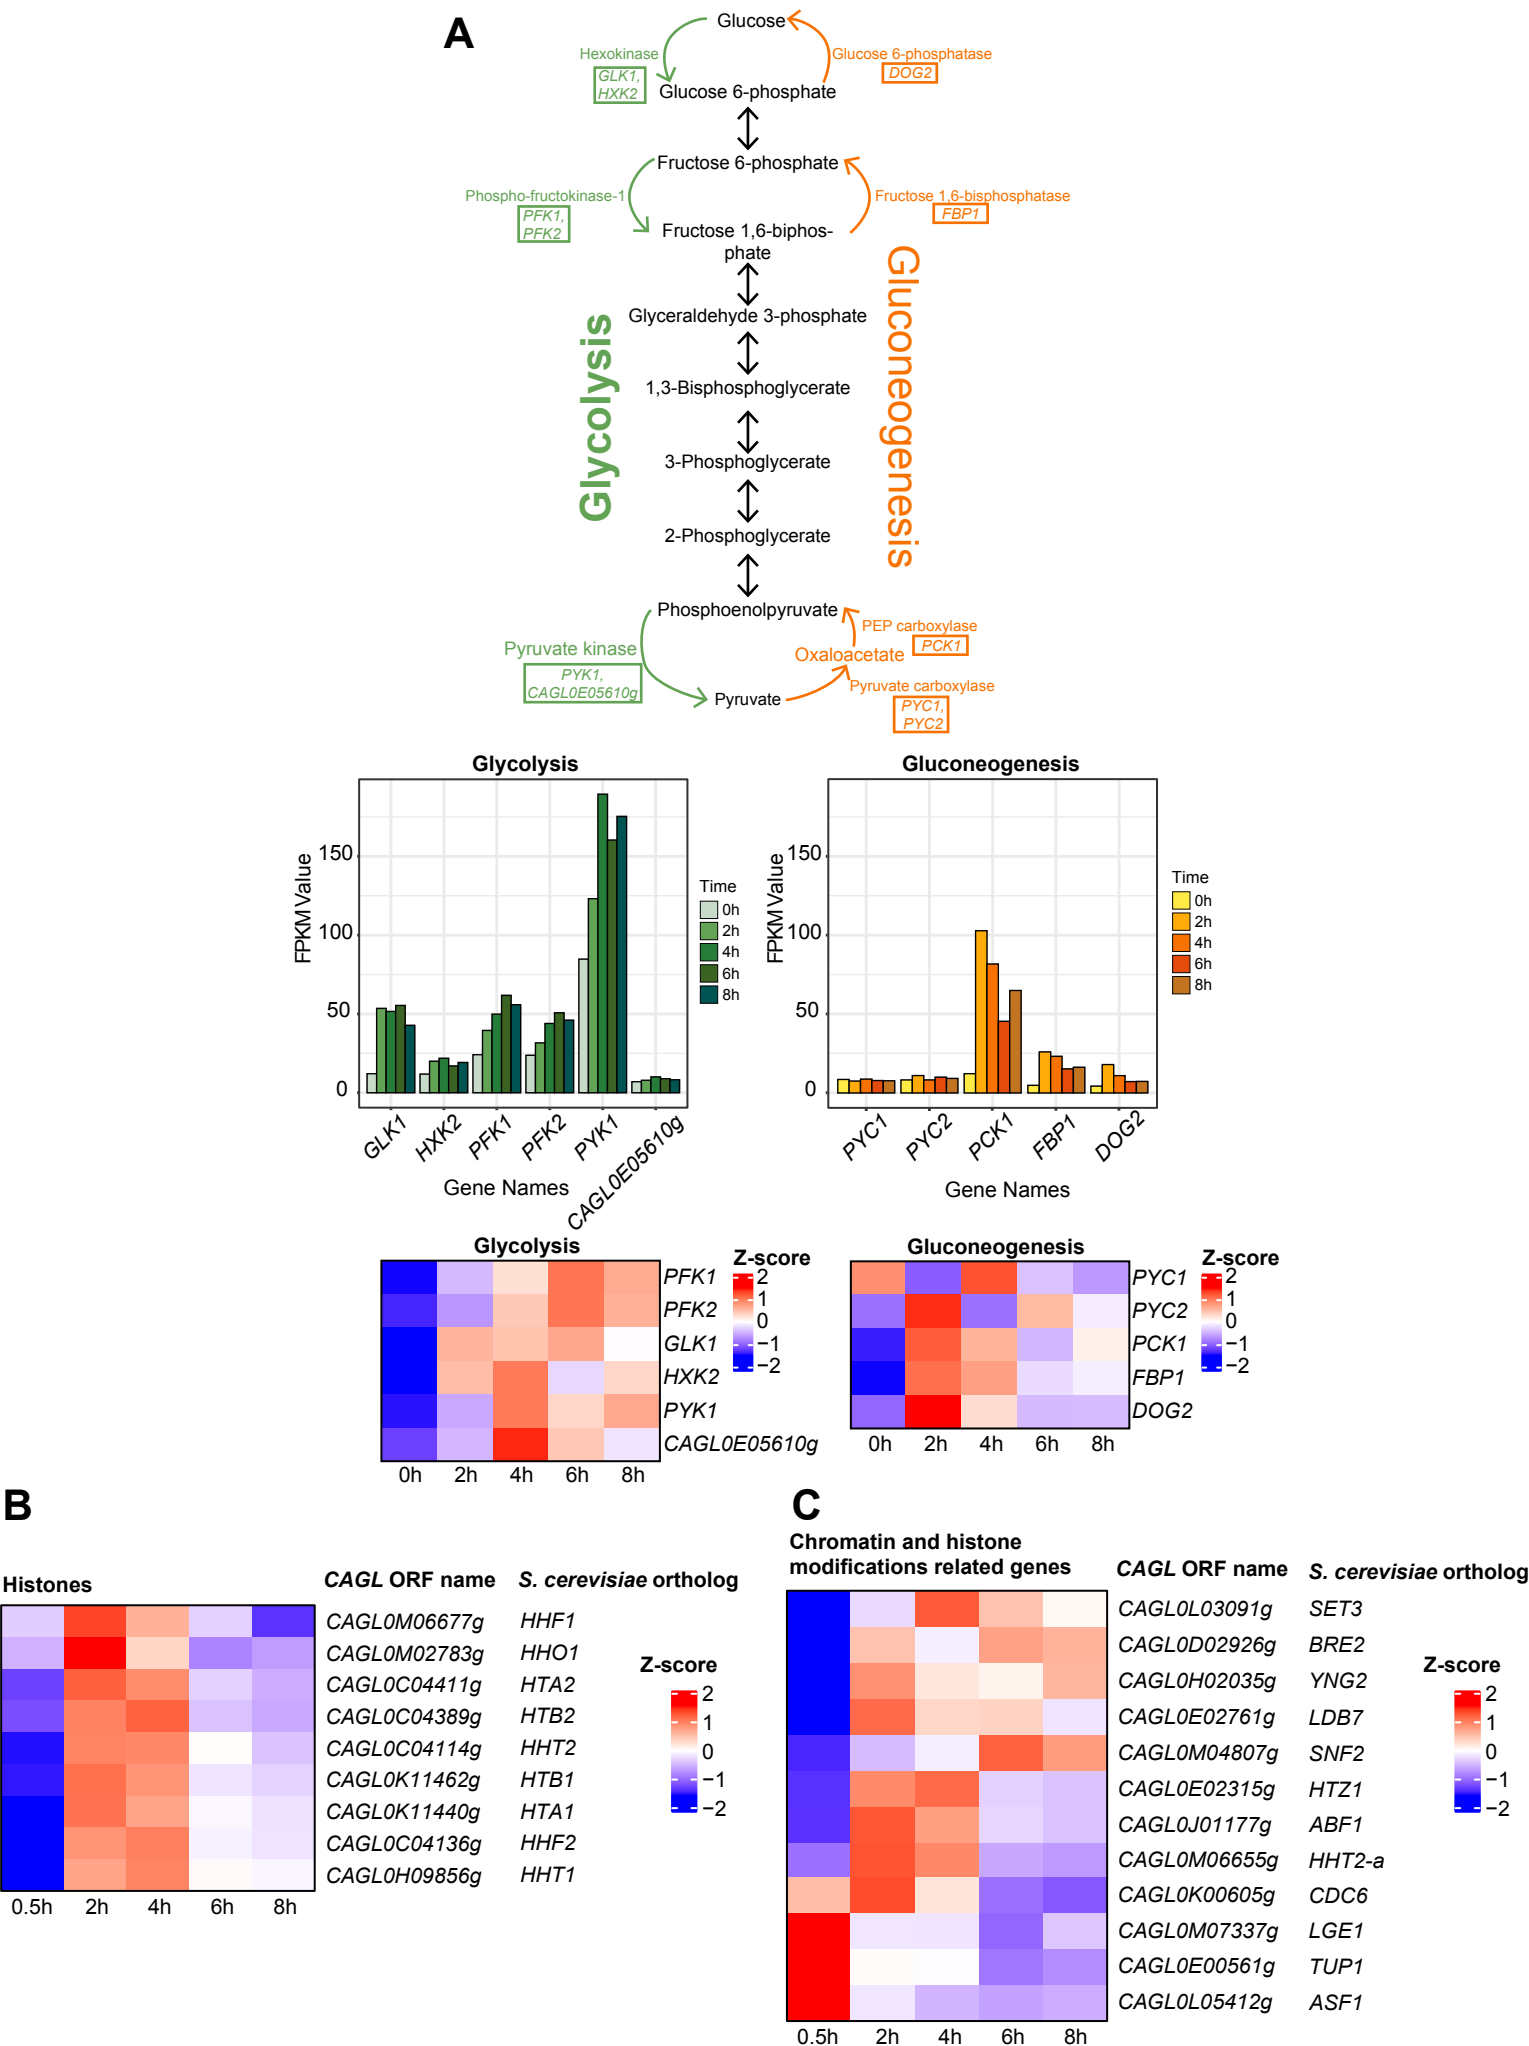 A
Glucose
Hexokinase
GLK1,
HXK2
Glucose 6-phosphatase
DOG2
Glucose 6-phosphate
Fructose 6-phosphate
Phospho-fructokinase-1
PFK1,
PFK2
Fructose 1,6-bisphosphatase
FBP1
Fructose 1,6-biphos-
phate
Glycolysis
Gluconeogenesis
Glyceraldehyde 3-phosphate
1,3-Bisphosphoglycerate
3-Phosphoglycerate
2-Phosphoglycerate
Phosphoenolpyruvate
Pyruvate kinase
PYK1,
CAGL0E05610g
PEP carboxylase
PCK1
Oxaloacetate
Pyruvate carboxylase
PYC1,
PYC2
Pyruvate
Glycolysis
FPKM Value
150
100
50
0
GLK1
HXK2
PFK1
PFK2
PYK1
CAGL0E05610g
Gene Names
Time
0h
2h
4h
6h
8h
Gluconeogenesis
FPKM Value
150
100
50
0
PYC1
PYC2
PCK1
FBP1
DOG2
Gene Names
Time
0h
2h
4h
6h
8h
Glycolysis
PFK1
PFK2
GLK1
HXK2
PYK1
CAGL0E05610g
0h 2h 4h 6h 8h
Z-score
2
1
0
−1
−2
Gluconeogenesis
PYC1
PYC2
PCK1
FBP1
DOG2
0h 2h 4h 6h 8h
Z-score
2
1
0
−1
−2
B
Histones
CAGL ORF name S. cerevisiae ortholog
CAGL0M06677g HHF1
CAGL0M02783g HHO1
CAGL0C04411g HTA2
CAGL0C04389g HTB2
CAGL0C04114g HHT2
CAGL0K11462g HTB1
CAGL0K11440g HTA1
CAGL0C04136g HHF2
CAGL0H09856g HHT1
0.5h 2h 4h 6h 8h
Z-score
2
1
0
−1
−2
C
Chromatin and histone
modifications related genes
CAGL ORF name S. cerevisiae ortholog
CAGL0L03091g SET3
CAGL0D02926g BRE2
CAGL0H02035g YNG2
CAGL0E02761g LDB7
CAGL0M04807g SNF2
CAGL0E02315g HTZ1
CAGL0J01177g ABF1
CAGL0M06655g HHT2-a
CAGL0K00605g CDC6
CAGL0M07337g LGE1
CAGL0E00561g TUP1
CAGL0L05412g ASF1
0.5h 2h 4h 6h 8h
Z-score
2
1
0
−1
−2